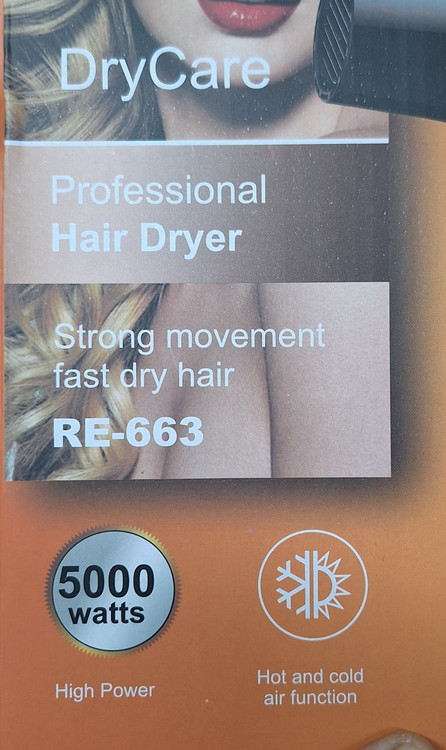 DryCare
Professional
Hair Dryer
Strong movement
fast dry hair
RE-663
5000
watts
High Power
Hot and cold
air function